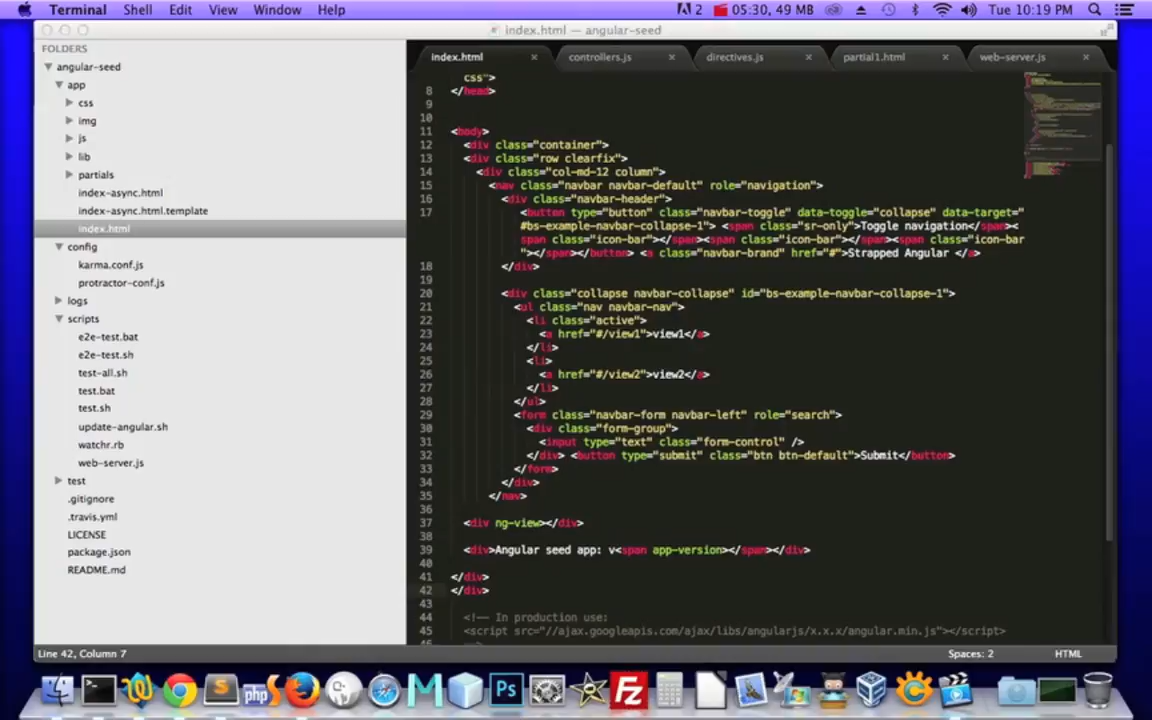 Terminal Shell Edit View Window Help 2 05:30, 49 MB Tue 10:19 PM
index.html — angular-seed
FOLDERS
angular-seed
app
css
img
js
lib
partials
index-async.html
index-async.html.template
index.html
config
karma.conf.js
protractor-conf.js
logs
scripts
e2e-test.bat
e2e-test.sh
test-all.sh
test.bat
test.sh
update-angular.sh
watchr.rb
web-server.js
test
.gitignore
.travis.yml
LICENSE
package.json
README.md
index.html × controllers.js × directives.js × partial1.html × web-server.js ×
css">
8 </head>
9
10
11 <body>
12 <div class="container">
13 <div class="row clearfix">
14 <div class="col-md-12 column">
15 <nav class="navbar navbar-default" role="navigation">
16 <div class="navbar-header">
17 <button type="button" class="navbar-toggle" data-toggle="collapse" data-target="
#bs-example-navbar-collapse-1"> <span class="sr-only">Toggle navigation</span><
span class="icon-bar"></span><span class="icon-bar"></span><span class="icon-bar
"></span></button> <a class="navbar-brand" href="#">Strapped Angular </a>
18 </div>
19
20 <div class="collapse navbar-collapse" id="bs-example-navbar-collapse-1">
21 <ul class="nav navbar-nav">
22 <li class="active">
23 <a href="#/view1">view1</a>
24 </li>
25 <li>
26 <a href="#/view2">view2</a>
27 </li>
28 </ul>
29 <form class="navbar-form navbar-left" role="search">
30 <div class="form-group">
31 <input type="text" class="form-control" />
32 </div> <button type="submit" class="btn btn-default">Submit</button>
33 </form>
34 </div>
35 </nav>
36
37 <div ng-view></div>
38
39 <div>Angular seed app: v<span app-version></span></div>
40
41 </div>
42 </div>
43
44 <!-- In production use:
45 <script src="//ajax.googleapis.com/ajax/libs/angularjs/x.x.x/angular.min.js"></script>
Line 42, Column 7 Spaces: 2 HTML
php Ps FZ